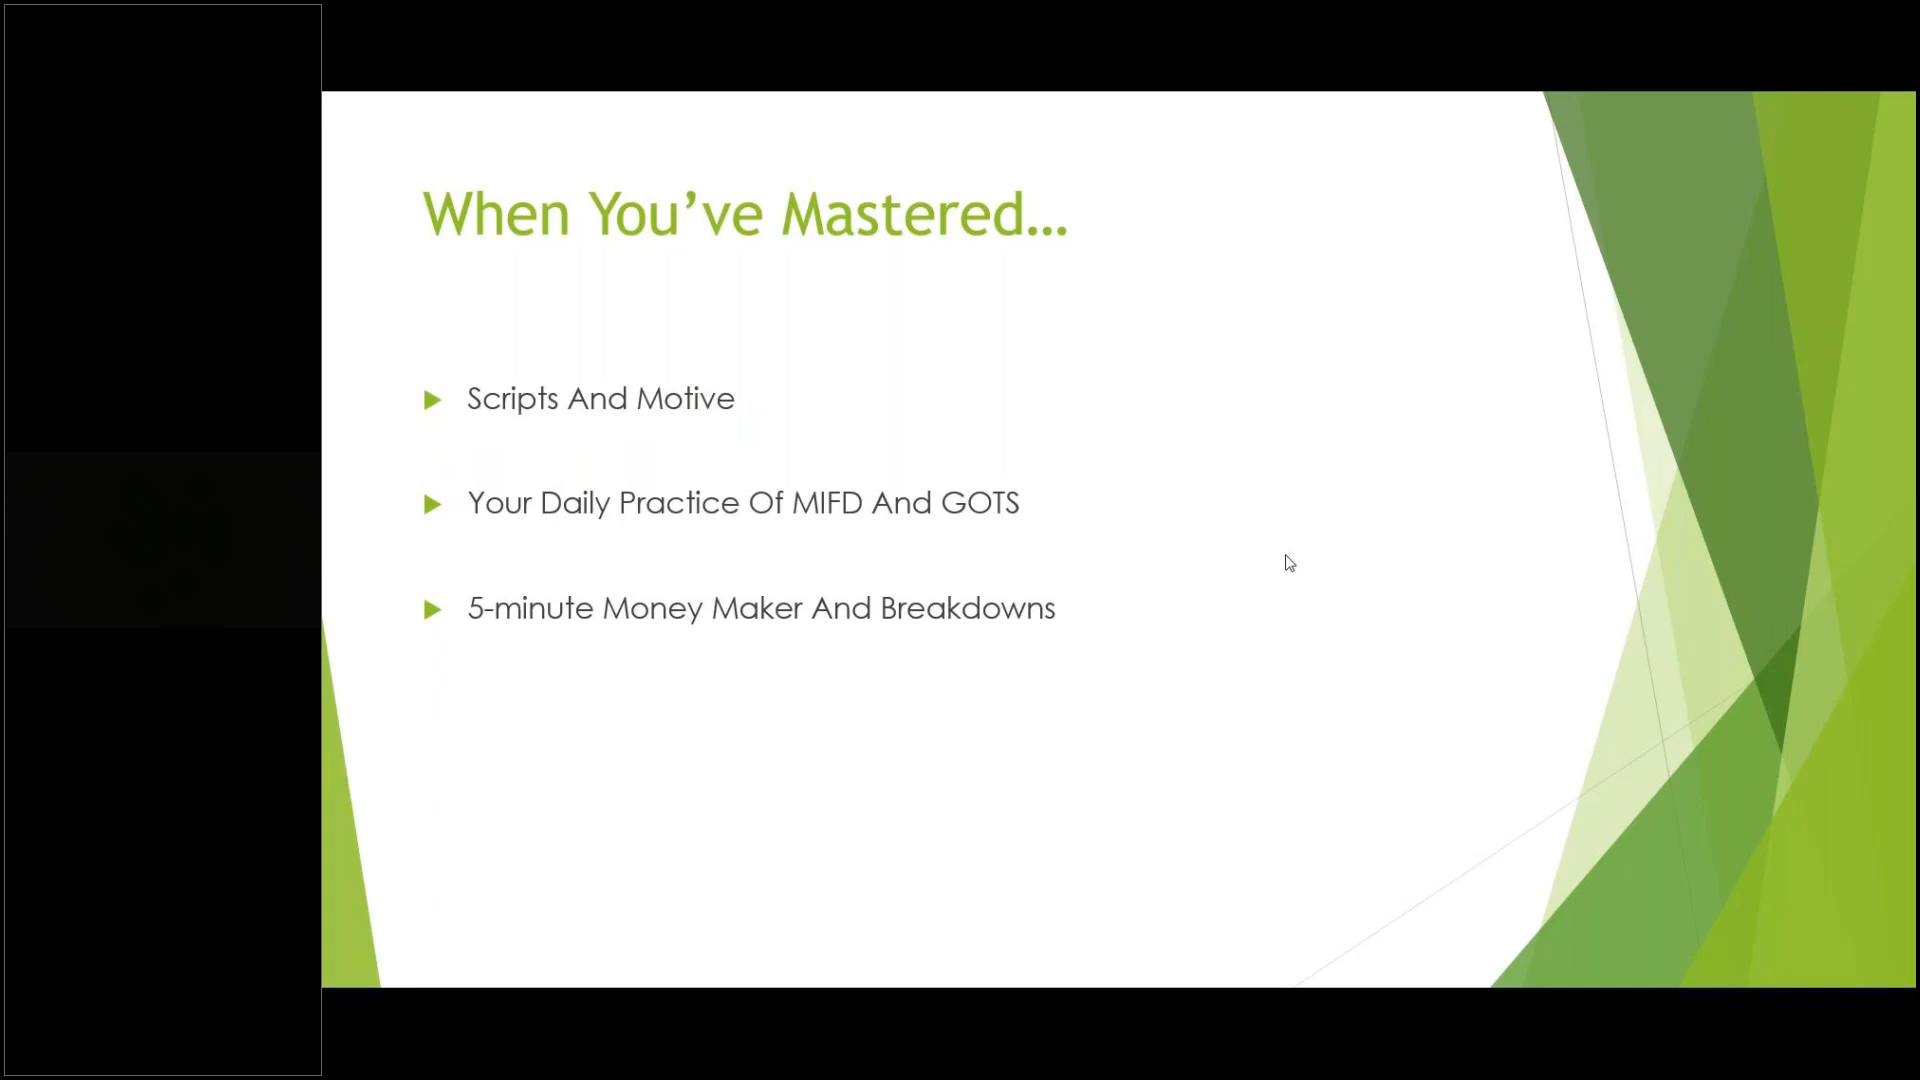 When You’ve Mastered…
Scripts And Motive
Your Daily Practice Of MIFD And GOTS
5-minute Money Maker And Breakdowns